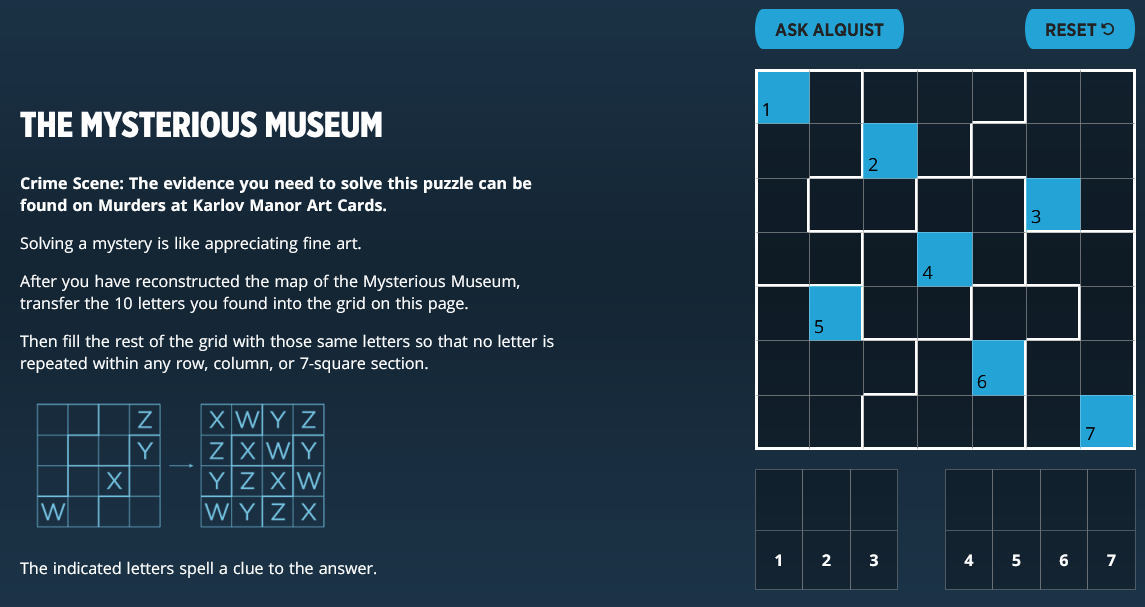 ASK ALQUIST
RESET
THE MYSTERIOUS MUSEUM
Crime Scene: The evidence you need to solve this puzzle can be
found on Murders at Karlov Manor Art Cards.
Solving a mystery is like appreciating fine art.
After you have reconstructed the map of the Mysterious Museum,
transfer the 10 letters you found into the grid on this page.
Then fill the rest of the grid with those same letters so that no letter is
repeated within any row, column, or 7-square section.
Z
Y
X
W
X W Y Z
Z X W Y
Y Z X W
W Y Z X
The indicated letters spell a clue to the answer.
1
2
3
4
5
6
7
1 2 3 4 5 6 7